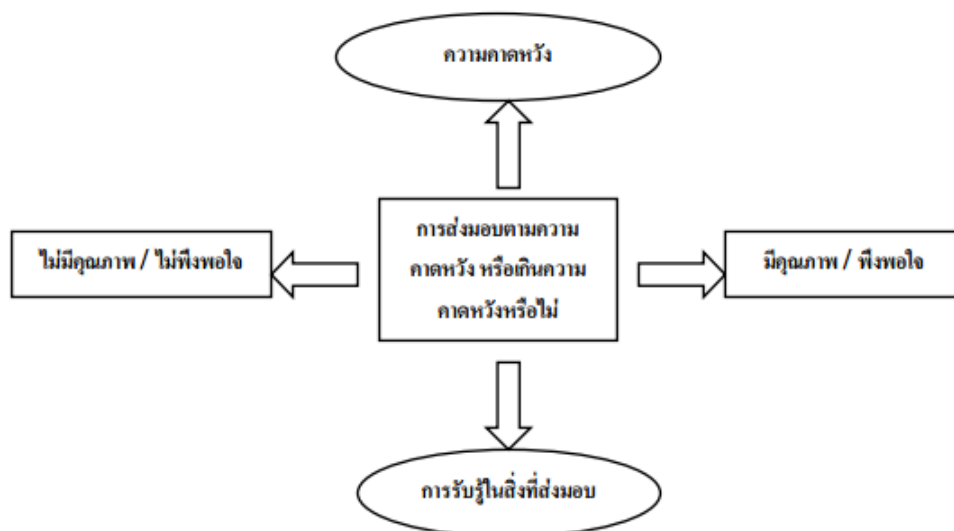 ความคาดหวัง
ไม่มีคุณภาพ / ไม่พึงพอใจ
การส่งมอบตามความ
คาดหวัง หรือเกินความ
คาดหวังหรือไม่
มีคุณภาพ / พึงพอใจ
การรับรู้ในสิ่งที่ส่งมอบ